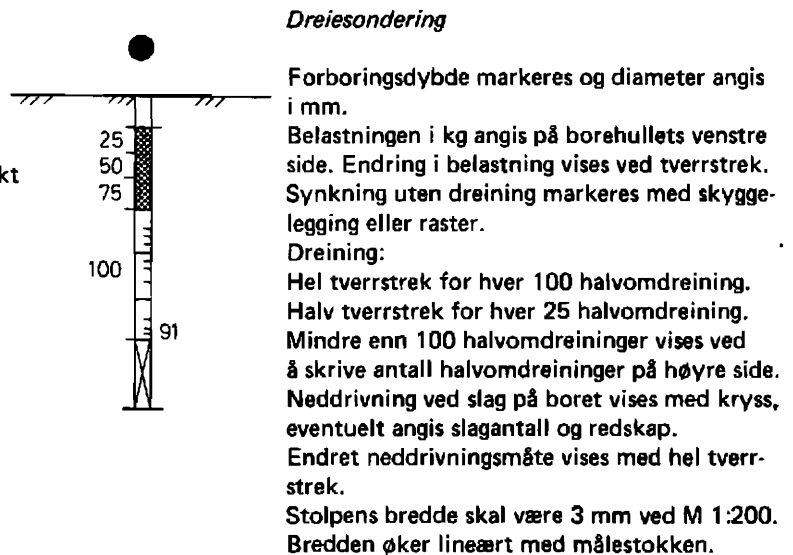 Dreiesondering
Forboringsdybde markeres og diameter angis
i mm.
Belastningen i kg angis på borehullets venstre
side. Endring i belastning vises ved tverrstrek.
Synkning uten dreining markeres med skygge-
legging eller raster.
Dreining:
Hel tverrstrek for hver 100 halvomdreining.
Halv tverrstrek for hver 25 halvomdreining.
Mindre enn 100 halvomdreininger vises ved
å skrive antall halvomdreininger på høyre side.
Neddrivning ved slag på boret vises med kryss,
eventuelt angis slagantall og redskap.
Endret neddrivningsmåte vises med hel tverr-
strek.
Stolpens bredde skal være 3 mm ved M 1:200.
Bredden øker lineært med målestokken.
25
50
kt
75
100
91